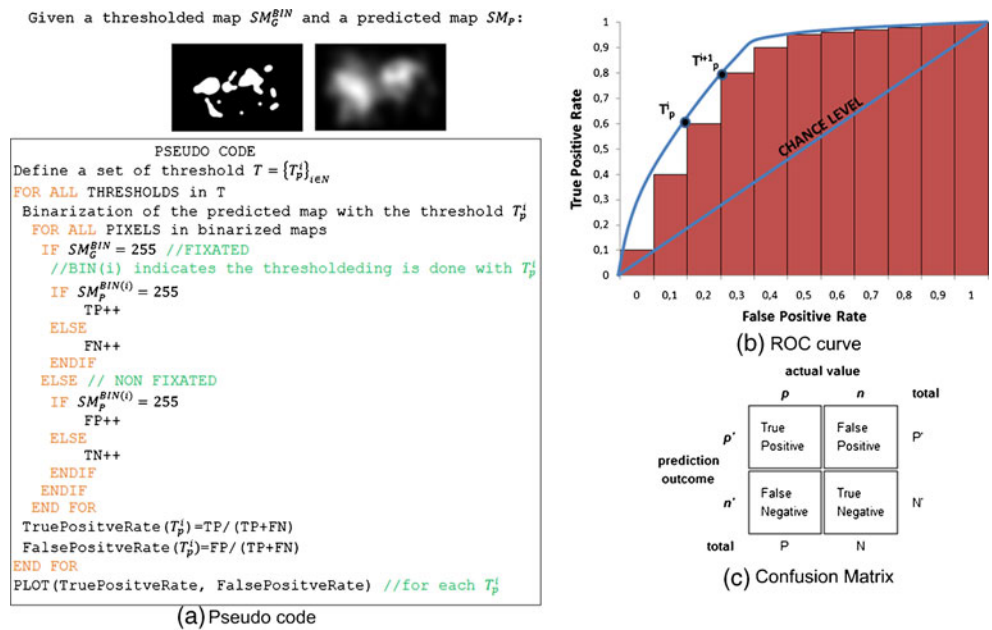 Given a thresholded map SM_G^BIN and a predicted map SM_P:
PSEUDO CODE
Define a set of threshold T = {T_p^i}_i∈N
FOR ALL THRESHOLDS in T
Binarization of the predicted map with the threshold T_p^i
FOR ALL PIXELS in binarized maps
IF SM_G^BIN = 255 //FIXATED
//BIN(i) indicates the thresholdeding is done with T_p^i
IF SM_P^BIN(i) = 255
TP++
ELSE
FN++
ENDIF
ELSE // NON FIXATED
IF SM_P^BIN(i) = 255
FP++
ELSE
TN++
ENDIF
ENDIF
END FOR
TruePositveRate(T_p^i)=TP/(TP+FN)
FalsePositveRate(T_p^i)=FP/(TP+FN)
END FOR
PLOT(TruePositveRate, FalsePositveRate) //for each T_p^i
(a) Pseudo code
True Positive Rate
1
0,9
0,8
0,7
0,6
0,5
0,4
0,3
0,2
0,1
0
T^i+1_p
T^i_p
CHANCE LEVEL
0 0,1 0,2 0,3 0,4 0,5 0,6 0,7 0,8 0,9 1
False Positive Rate
(b) ROC curve
actual value
p n total
p' True Positive False Positive P'
prediction outcome
n' False Negative True Negative N'
total P N
(c) Confusion Matrix